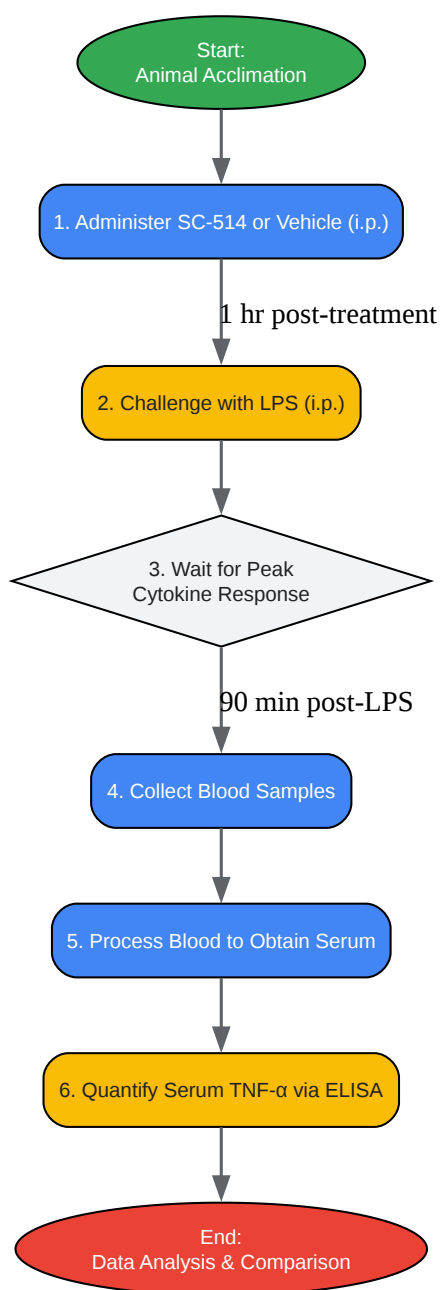 Start:
Animal Acclimation
1. Administer SC-514 or Vehicle (i.p.)
1 hr post-treatment
2. Challenge with LPS (i.p.)
3. Wait for Peak
Cytokine Response
90 min post-LPS
4. Collect Blood Samples
5. Process Blood to Obtain Serum
6. Quantify Serum TNF-α via ELISA
End:
Data Analysis & Comparison